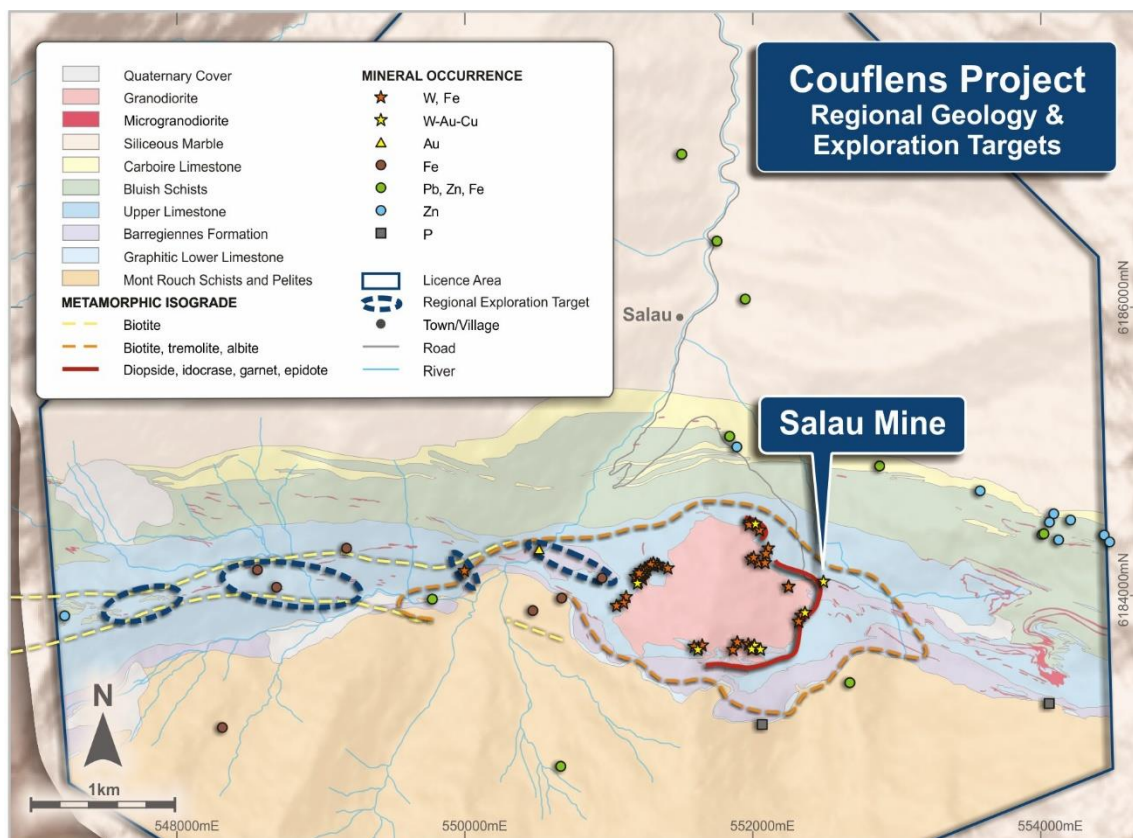 Couflens Project
Regional Geology &
Exploration Targets
Quaternary Cover
Granodiorite
Microgranodiorite
Siliceous Marble
Carboire Limestone
Bluish Schists
Upper Limestone
Barregiennes Formation
Graphitic Lower Limestone
Mont Rouch Schists and Pelites
METAMORPHIC ISOGRADE
Biotite
Biotite, tremolite, albite
Diopside, idocrase, garnet, epidote
MINERAL OCCURRENCE
W, Fe
W-Au-Cu
Au
Fe
Pb, Zn, Fe
Zn
P
Licence Area
Regional Exploration Target
Town/Village
Road
River
Salau
6186000mN
Salau Mine
6184000mN
N
1km
548000mE
550000mE
552000mE
554000mE